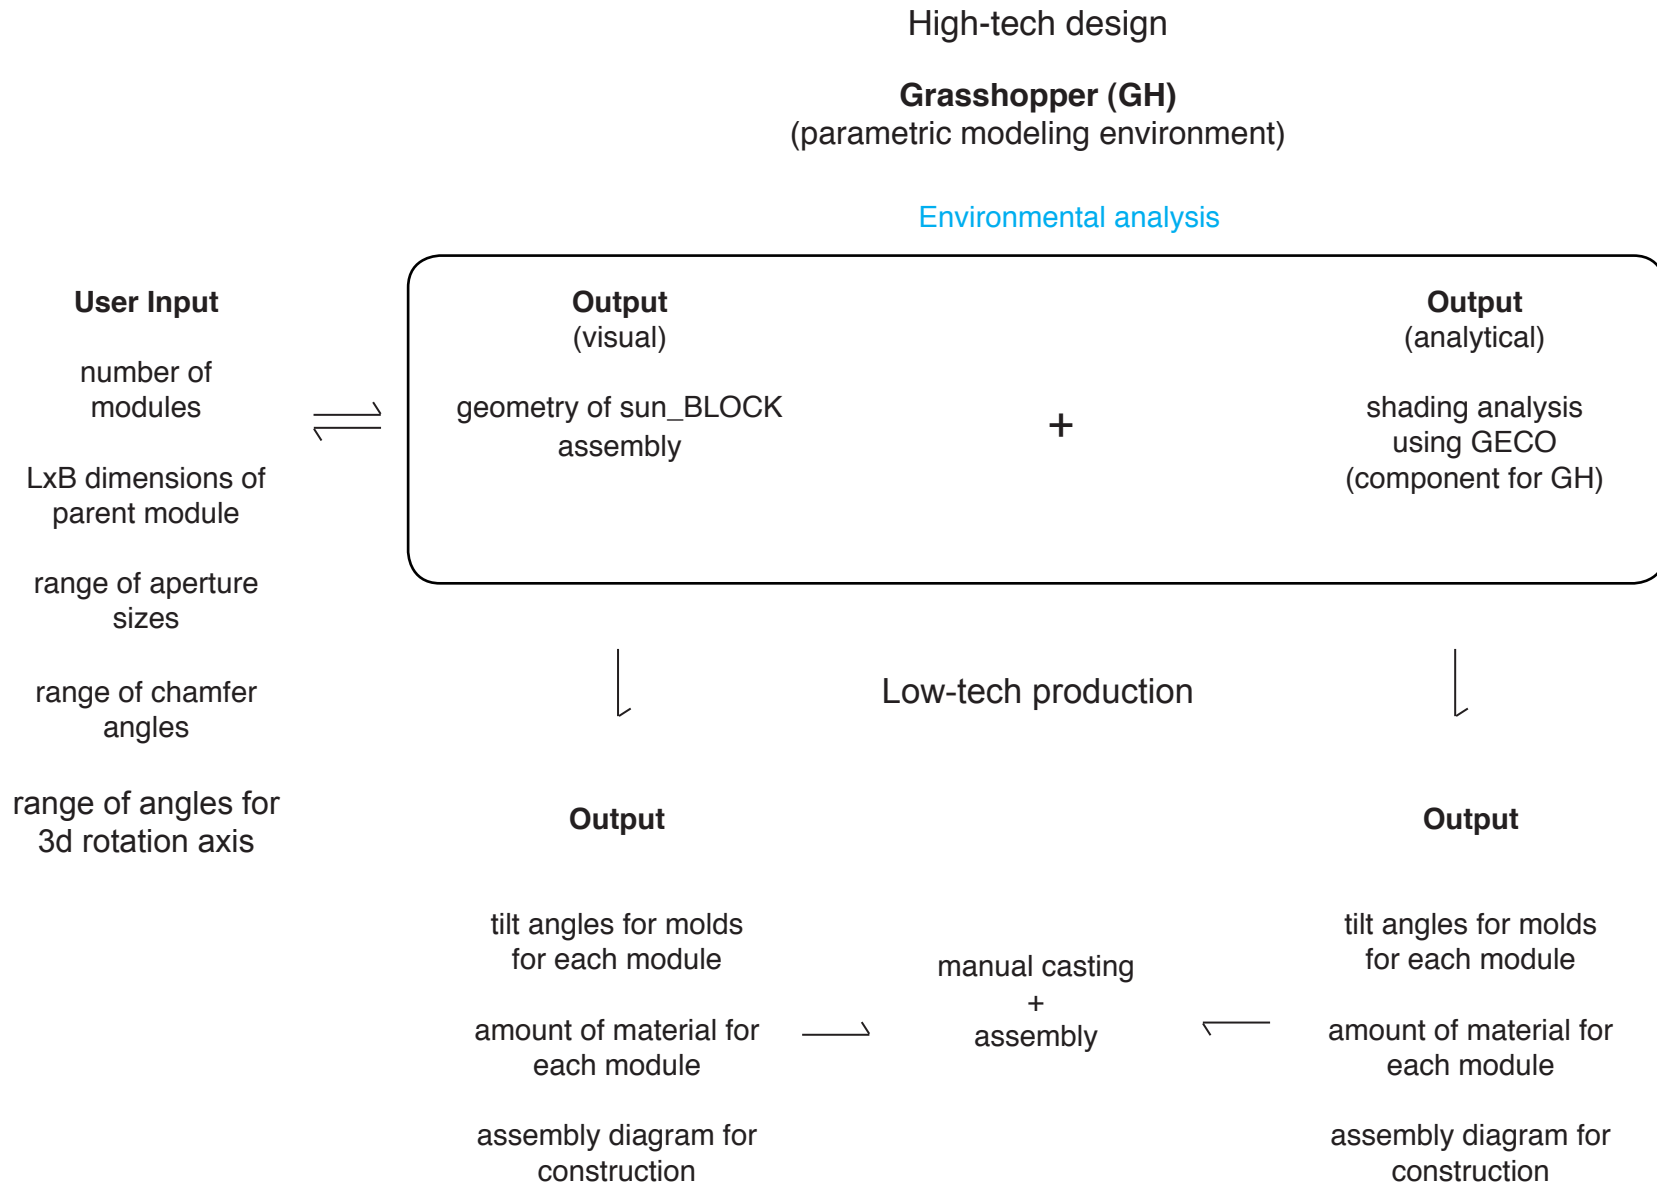 High-tech design
Grasshopper (GH)
(parametric modeling environment)
Environmental analysis
User Input
number of
modules
LxB dimensions of
parent module
range of aperture
sizes
range of chamfer
angles
range of angles for
3d rotation axis
Output
(visual)
geometry of sun_BLOCK
assembly
+
Output
(analytical)
shading analysis
using GECO
(component for GH)
Low-tech production
Output
tilt angles for molds
for each module
amount of material for
each module
assembly diagram for
construction
manual casting
+
assembly
Output
tilt angles for molds
for each module
amount of material for
each module
assembly diagram for
construction